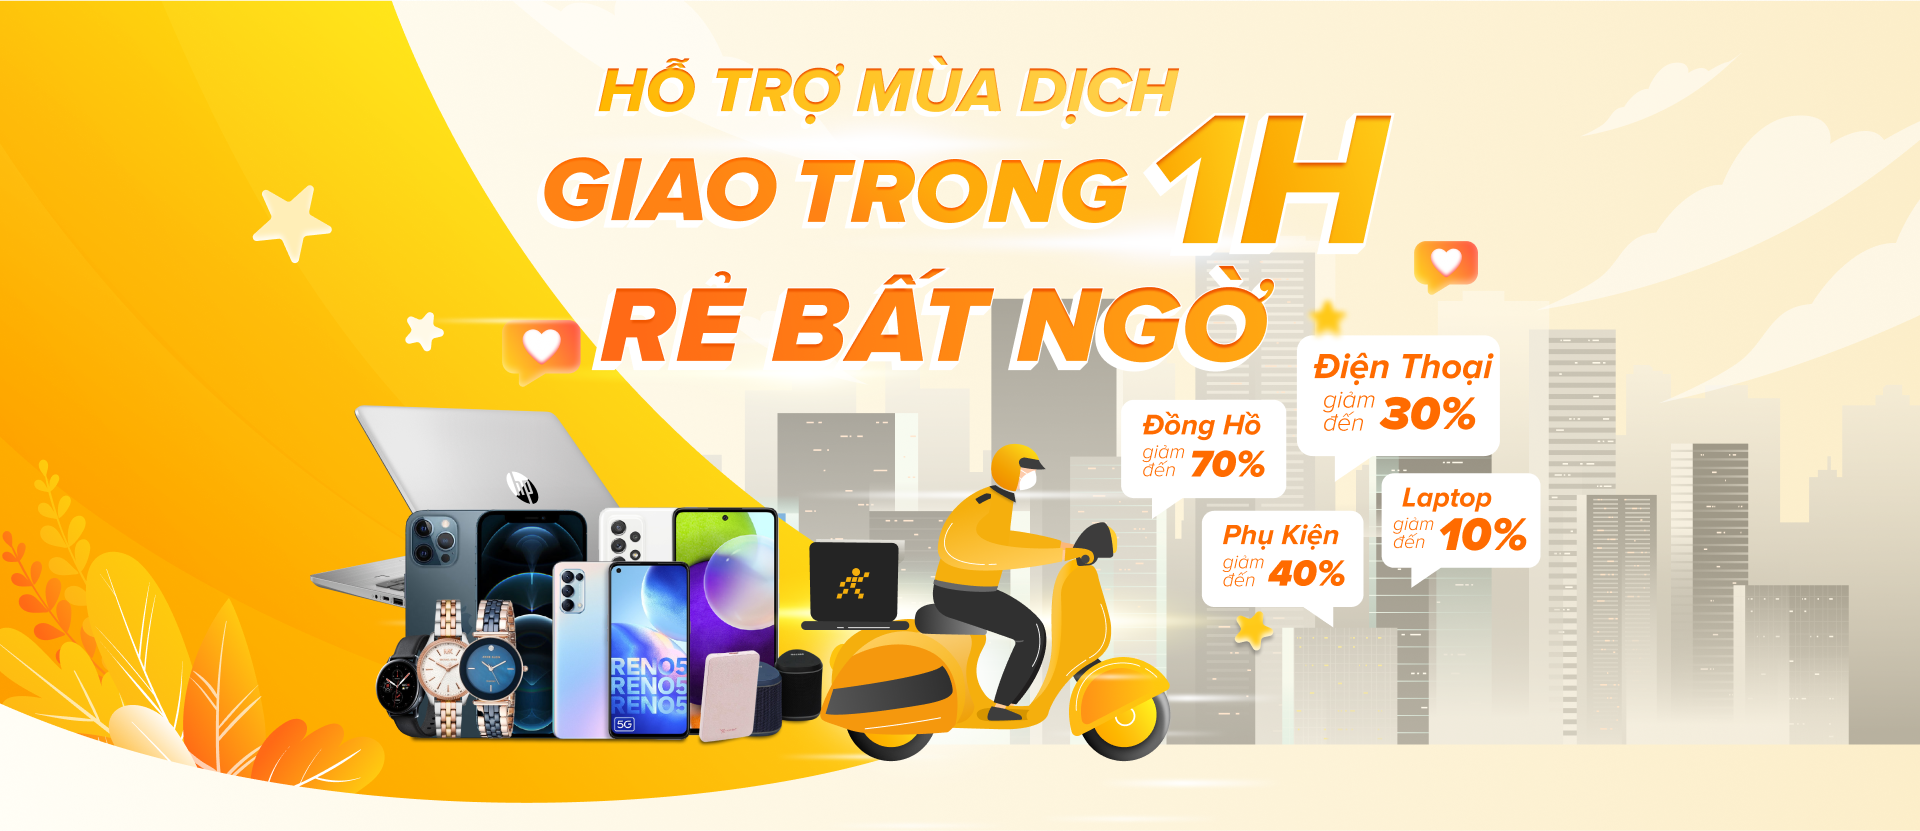 HỖ TRỢ MÙA DỊCH
GIAO TRONG 1H
RẺ BẤT NGỜ
Điện Thoại
giảm đến 30%
Đồng Hồ
giảm đến 70%
Laptop
giảm đến 10%
Phụ Kiện
giảm đến 40%
hp
RENO5
RENO5
RENO5
5G